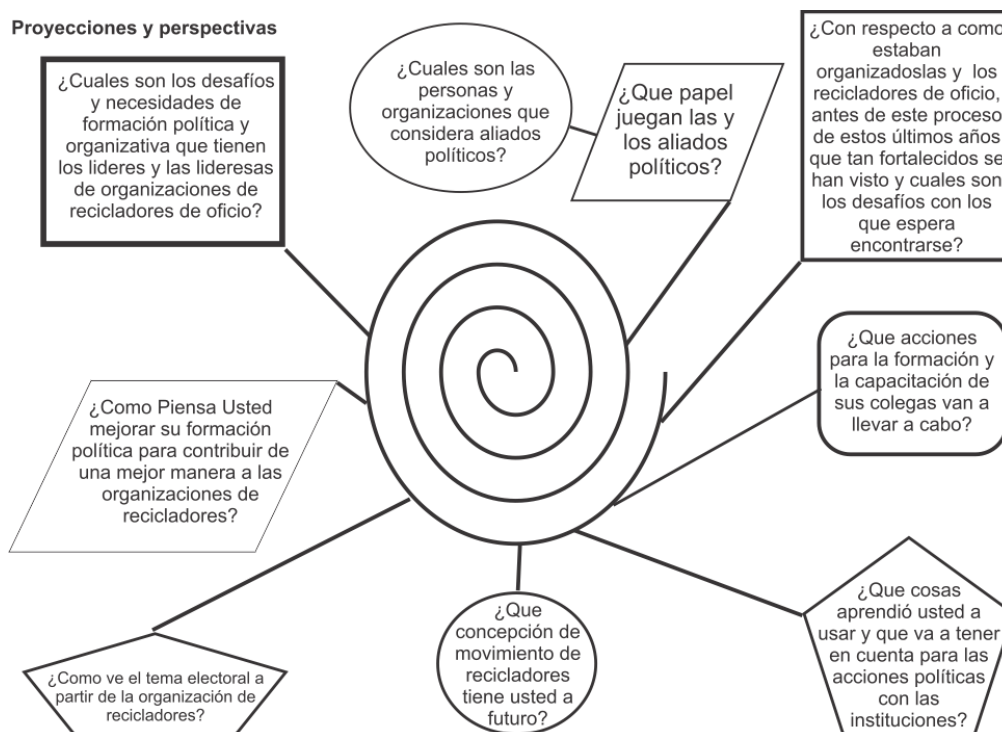 Proyecciones y perspectivas
¿Cuales son los desafíos
y necesidades de
formación política y
organizativa que tienen
los lideres y las lideresas
de organizaciones de
recicladores de oficio?
¿Cuales son las
personas y
organizaciones que
considera aliados
políticos?
¿Que papel
juegan las y
los aliados
políticos?
¿Con respecto a como
estaban
organizadoslas y los
recicladores de oficio,
antes de este proceso
de estos últimos años
que tan fortalecidos se
han visto y cuales son
los desafíos con los
que espera
encontrarse?
¿Que acciones
para la formación y
la capacitación de
sus colegas van a
llevar a cabo?
¿Como Piensa Usted
mejorar su formación
política para contribuir de
una mejor manera a las
organizaciones de
recicladores?
¿Como ve el tema electoral a
partir de la organización de
recicladores?
¿Que
concepción de
movimiento de
recicladores
tiene usted a
futuro?
¿Que cosas
aprendió usted a
usar y que va a tener
en cuenta para las
acciones políticas
con las
instituciones?